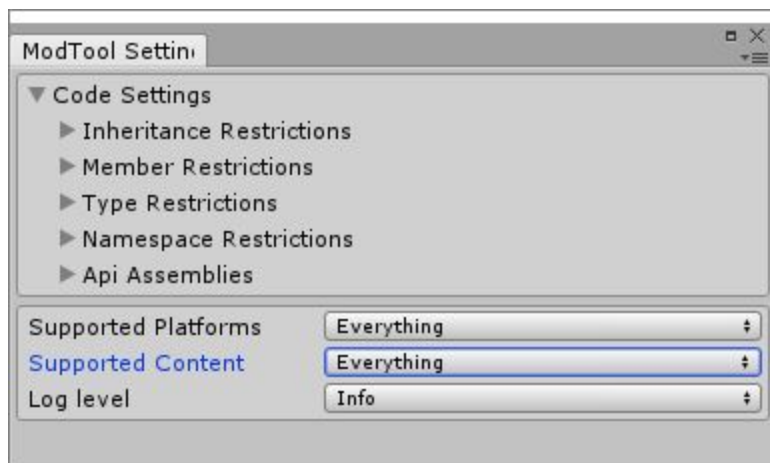 ModTool Settin
Code Settings
Inheritance Restrictions
Member Restrictions
Type Restrictions
Namespace Restrictions
Api Assemblies
Supported Platforms Everything
Supported Content Everything
Log level Info